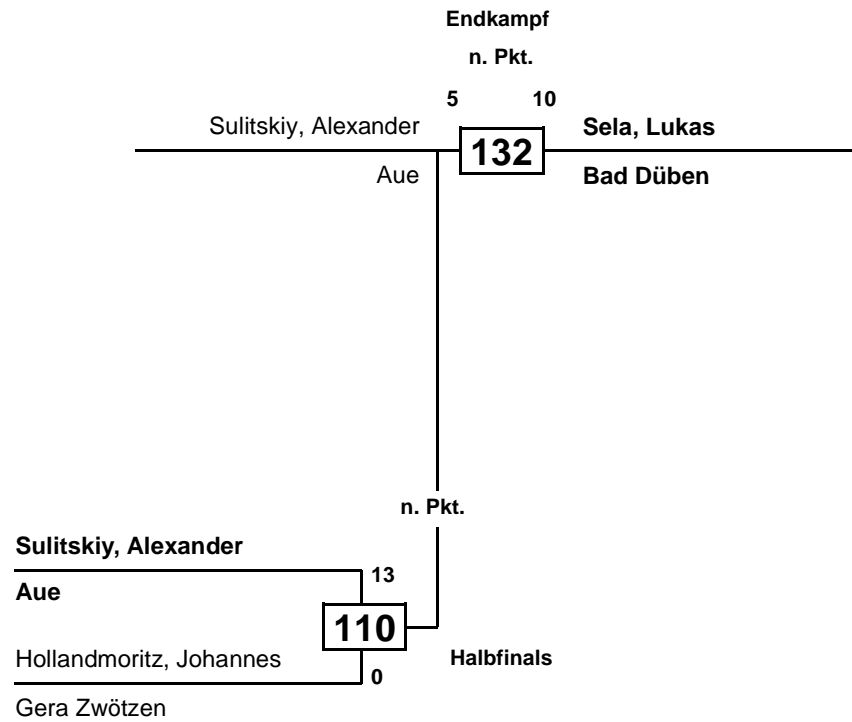 Endkampf
n. Pkt.
5 10
Sulitskiy, Alexander 132 Sela, Lukas
Aue Bad Düben
n. Pkt.
Sulitskiy, Alexander
13
Aue
110
Hollandmoritz, Johannes Halbfinals
0
Gera Zwötzen